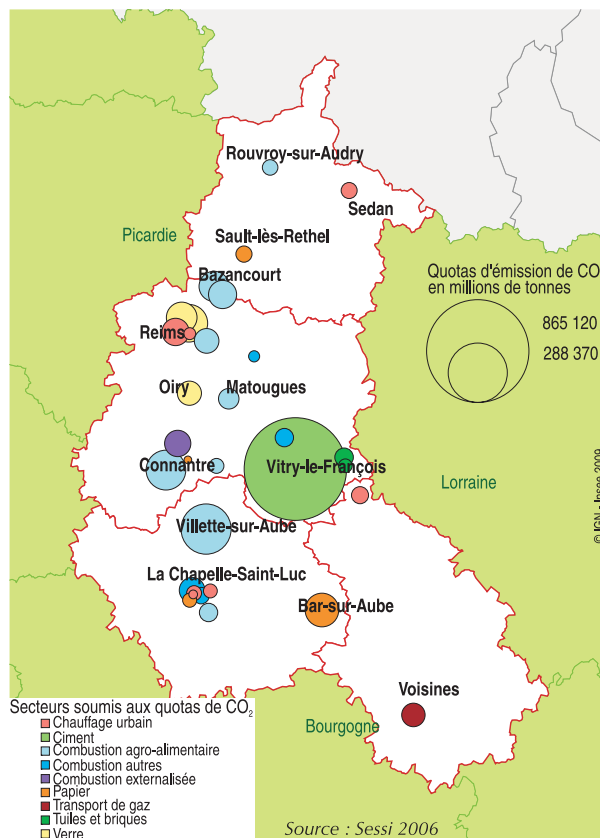 Rouvroy-sur-Audry
Sedan
Picardie
Sault-lès-Rethel
Bazancourt
Quotas d'émission de CO
en millions de tonnes
865 120
288 370
Reims
Oiry
Matougues
Connantre
Vitry-le-François
Lorraine
© IGN - Insee 2009
Villette-sur-Aube
La Chapelle-Saint-Luc
Bar-sur-Aube
Voisines
Bourgogne
Secteurs soumis aux quotas de CO2
Chauffage urbain
Ciment
Combustion agro-alimentaire
Combustion autres
Combustion externalisée
Papier
Transport de gaz
Tuiles et briques
Verre
Source : Sessi 2006